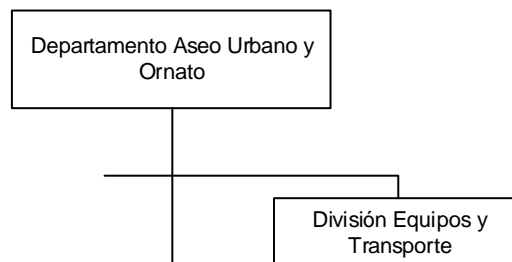 Departamento Aseo Urbano y
Ornato
División Equipos y
Transporte